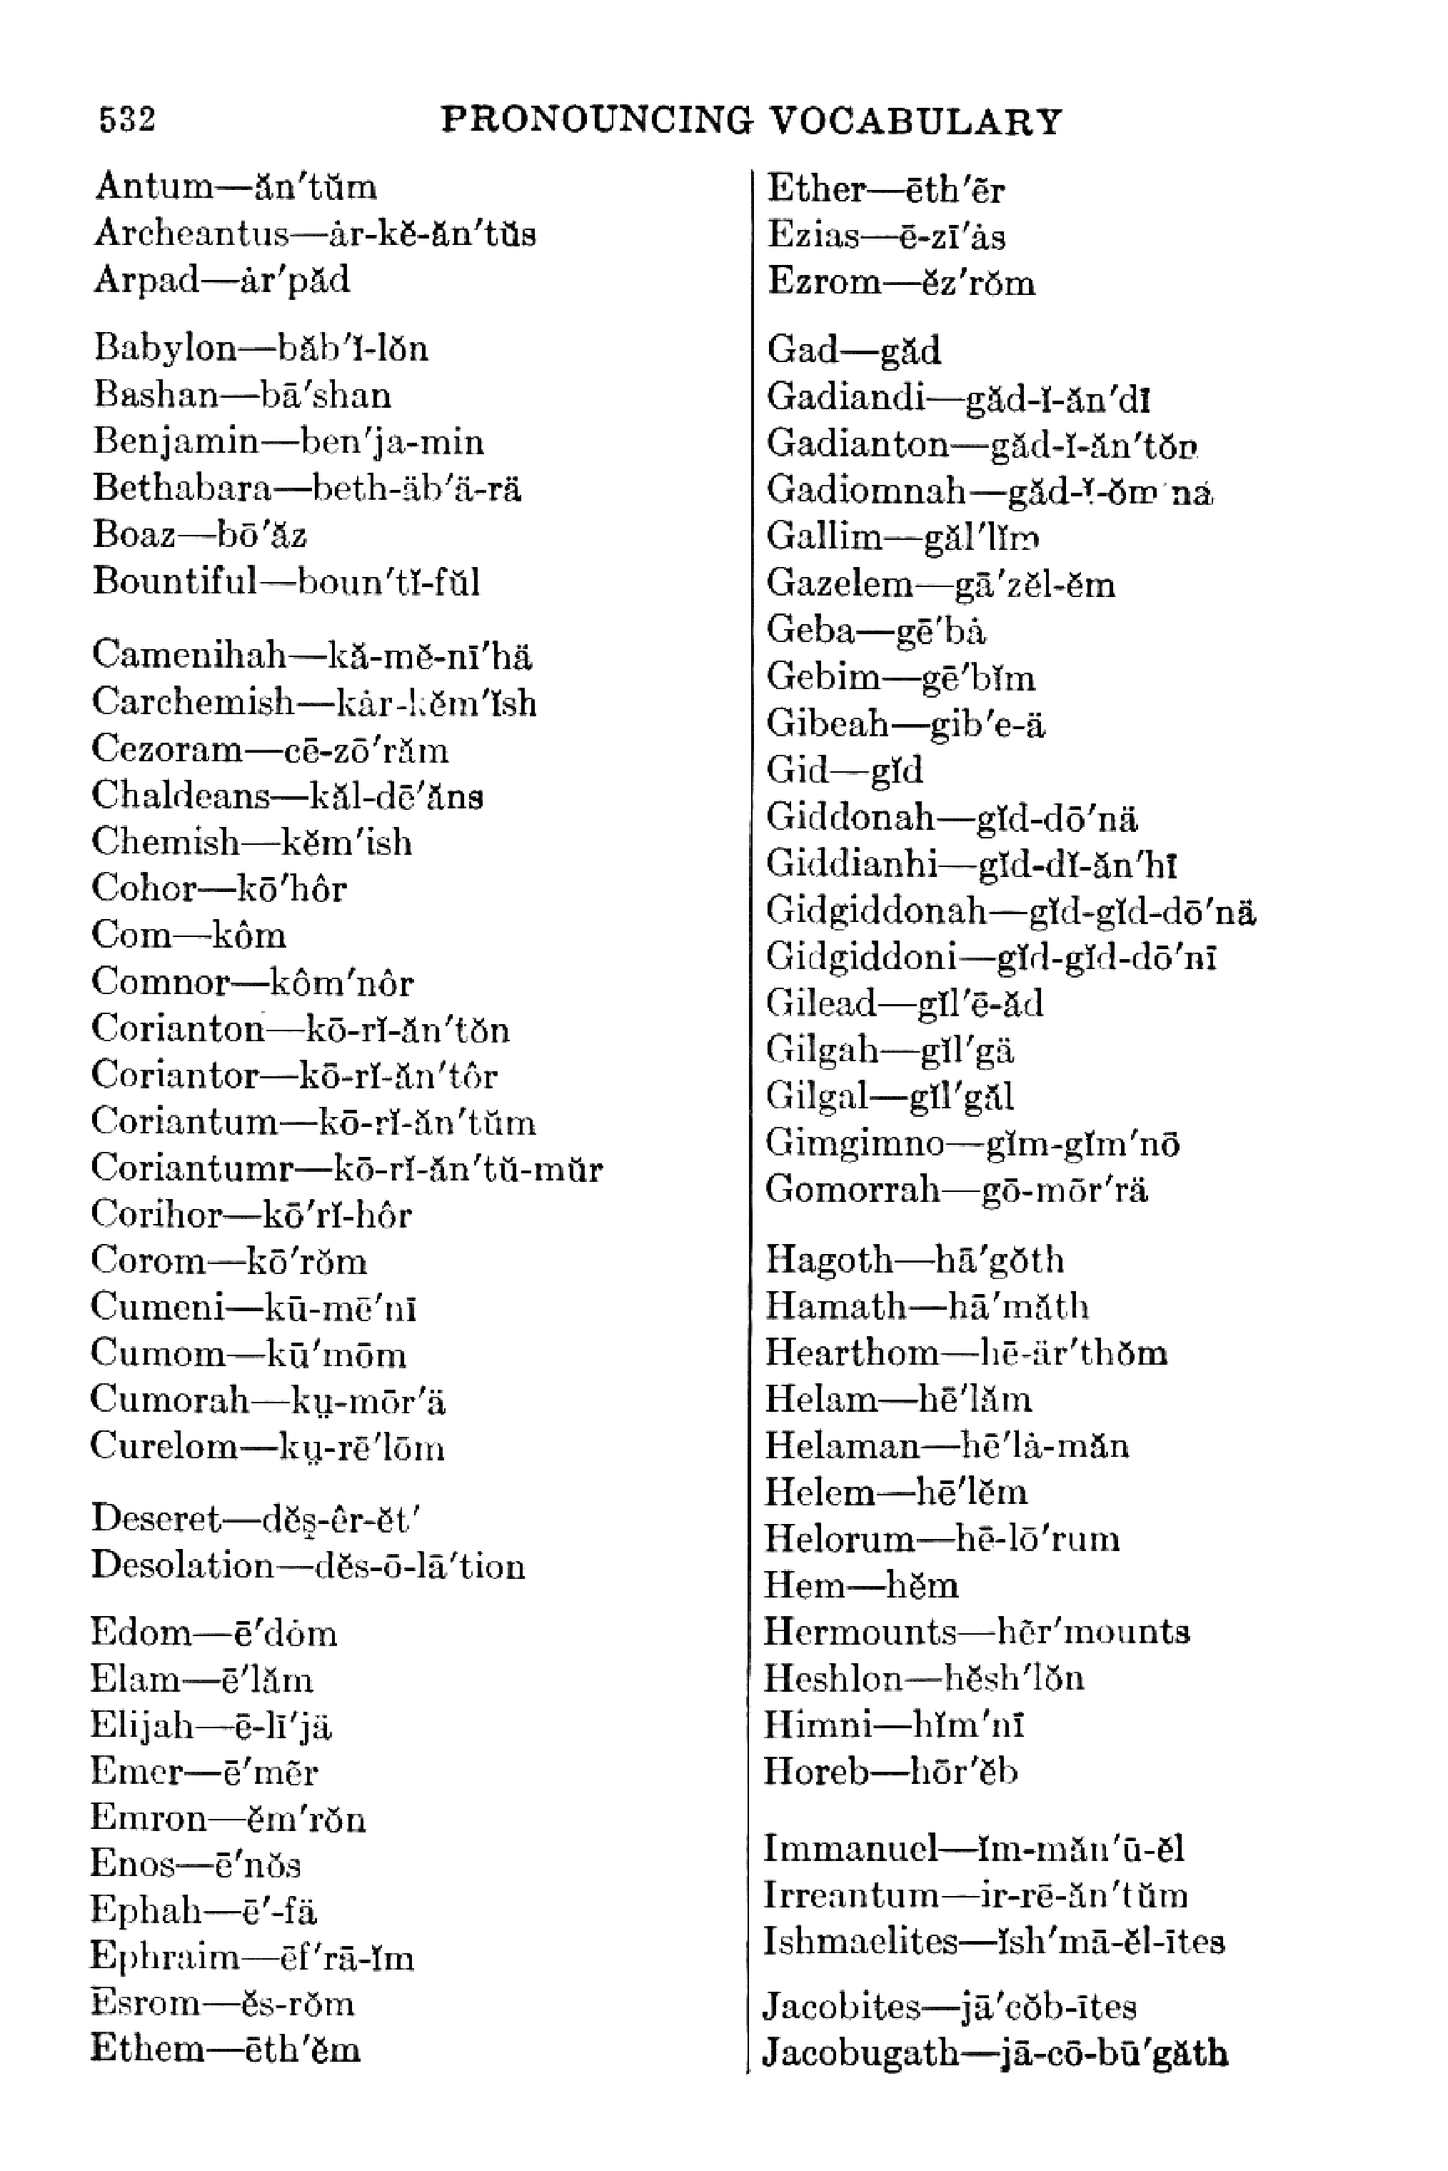 532 PRONOUNCING VOCABULARY
Antum—ăn′tŭm
Archeantus—ȧr-kĕ-ăn′tŭs
Arpad—ȧr′păd
Babylon—băb′ĭ-lŏn
Bashan—bā′shan
Benjamin—ben′ja-min
Bethabara—beth-äb′ä-rä
Boaz—bō′ăz
Bountiful—boun′tĭ-fŭl
Camenihah—kă-mĕ-nī′hä
Carchemish—kȧr-kĕm′ĭsh
Cezoram—cē-zō′răm
Chaldeans—kăl-dē′ăns
Chemish—kĕm′ish
Cohor—kō′hôr
Com—kôm
Comnor—kôm′nôr
Corianton—kō-rĭ-ăn′tŏn
Coriantor—kō-rĭ-ăn′tôr
Coriantum—kō-rĭ-ăn′tŭm
Coriantumr—kō-rĭ-ăn′tŭ-mŭr
Corihor—kō′rĭ-hôr
Corom—kō′rŏm
Cumeni—kū-mē′nī
Cumom—kū′mōm
Cumorah—kṳ-mōr′ä
Curelom—kṳ-rē′lōm
Deseret—dĕs̱-êr-ĕt′
Desolation—dĕs-ō-lā′tion
Edom—ē′dȯm
Elam—ē′lăm
Elijah—ē-lī′jä
Emer—ē′mẽr
Emron—ĕm′rŏn
Enos—ē′nŏs
Ephah—ē′-fä
Ephraim—ēf′rā-ĭm
Esrom—ĕs-rŏm
Ethem—ēth′ĕm
Ether—ēth′ẽr
Ezias—ē-zī′ȧs
Ezrom—ĕz′rŏm
Gad—găd
Gadiandi—găd-ĭ-ăn′dī
Gadianton—găd-ĭ-ăn′tŏn
Gadiomnah—găd-ĭ-ŏm′nȧ
Gallim—găl′lĭm
Gazelem—gā′zĕl-ĕm
Geba—gē′bȧ
Gebim—gē′bĭm
Gibeah—gib′e-ä
Gid—gĭd
Giddonah—gĭd-dō′nä
Giddianhi—gĭd-dĭ-ăn′hī
Gidgiddonah—gĭd-gĭd-dō′nä
Gidgiddoni—gĭd-gĭd-dō′nī
Gilead—gĭl′ē-ăd
Gilgah—gĭl′gä
Gilgal—gĭl′găl
Gimgimno—gĭm-gĭm′nō
Gomorrah—gō-mōr′rä
Hagoth—hā′gŏth
Hamath—hā′măth
Hearthom—hē-är′thŏm
Helam—hē′lăm
Helaman—hē′lȧ-măn
Helem—hē′lĕm
Helorum—hē-lō′rum
Hem—hĕm
Hermounts—hẽr′mounts
Heshlon—hĕsh′lŏn
Himni—hĭm′nī
Horeb—hōr′ĕb
Immanuel—ĭm-măn′ū-ĕl
Irreantum—ir-rē-ăn′tŭm
Ishmaelites—ĭsh′mā-ĕl-ītes
Jacobites—jā′cŏb-ītes
Jacobugath—jā-cō-bū′găth